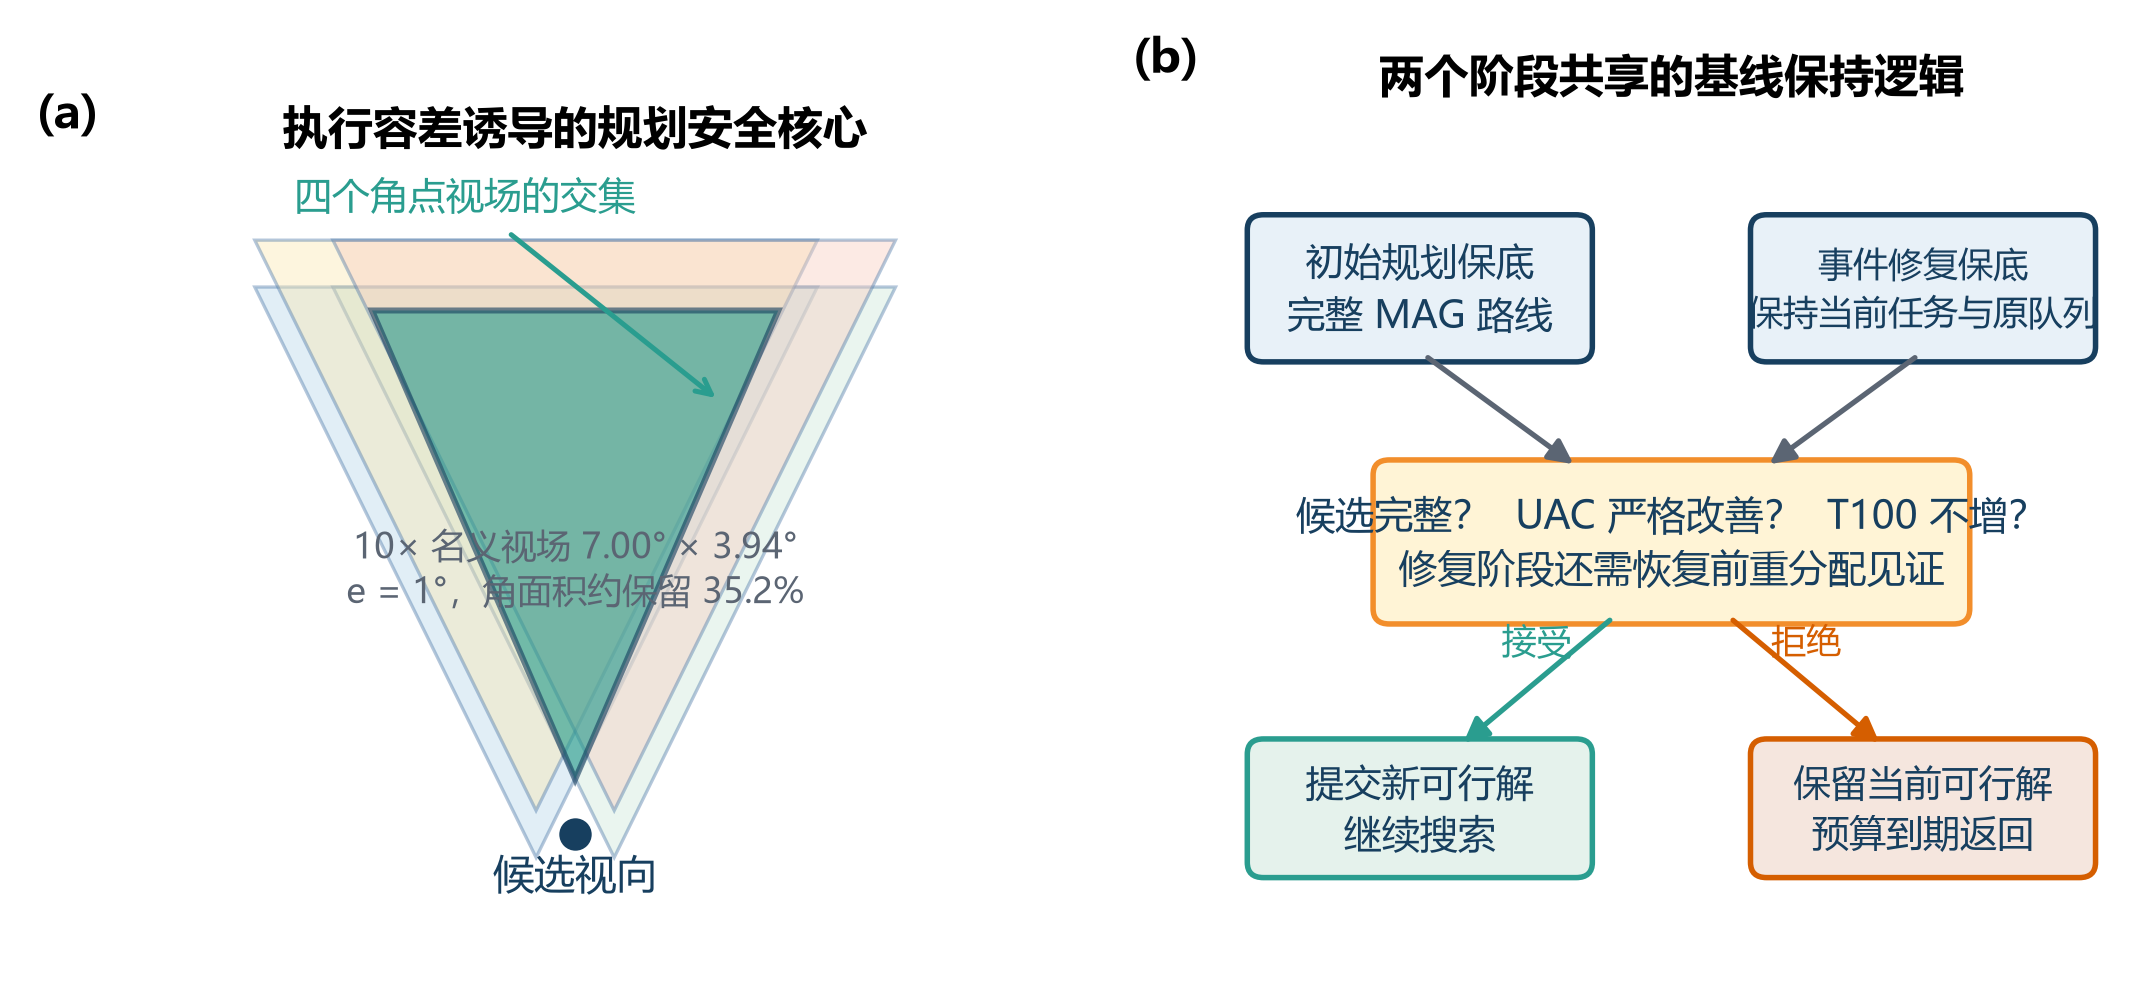 (a)
执行容差诱导的规划安全核心
四个角点视场的交集
10× 名义视场 7.00° × 3.94°
e = 1°，角面积约保留 35.2%
候选视向
(b)
两个阶段共享的基线保持逻辑
初始规划保底
完整 MAG 路线
事件修复保底
保持当前任务与原队列
候选完整？ UAC 严格改善？ T100 不增？
修复阶段还需恢复前重分配见证
接受
拒绝
提交新可行解
继续搜索
保留当前可行解
预算到期返回